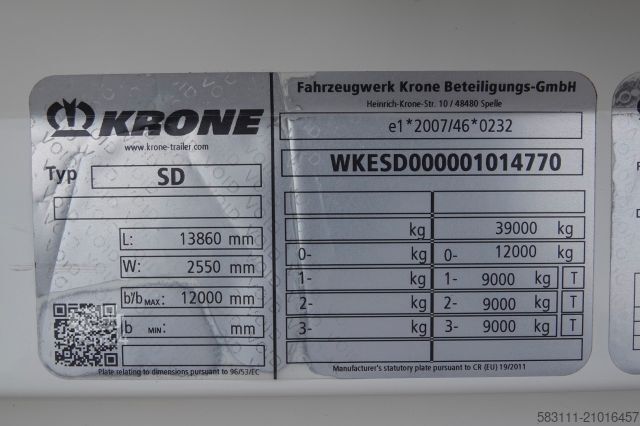 KRONE
www.krone-trailer.com
Typ SD
L: 13860 mm
W: 2550 mm
b'/b MAX: 12000 mm
b MIN: mm
Plate relating to dimensions pursuant to 96/53/EC
Fahrzeugwerk Krone Beteiligungs-GmbH
Heinrich-Krone-Str. 10 / 48480 Spelle
e1*2007/46*0232
WKESD000001014770
kg 39000 kg
0- kg 0- 12000 kg
1- kg 1- 9000 kg T
2- kg 2- 9000 kg T
3- kg 3- 9000 kg T
Manufacturer's statutory plate pursuant to CR (EU) 19/2011
583111-21016457